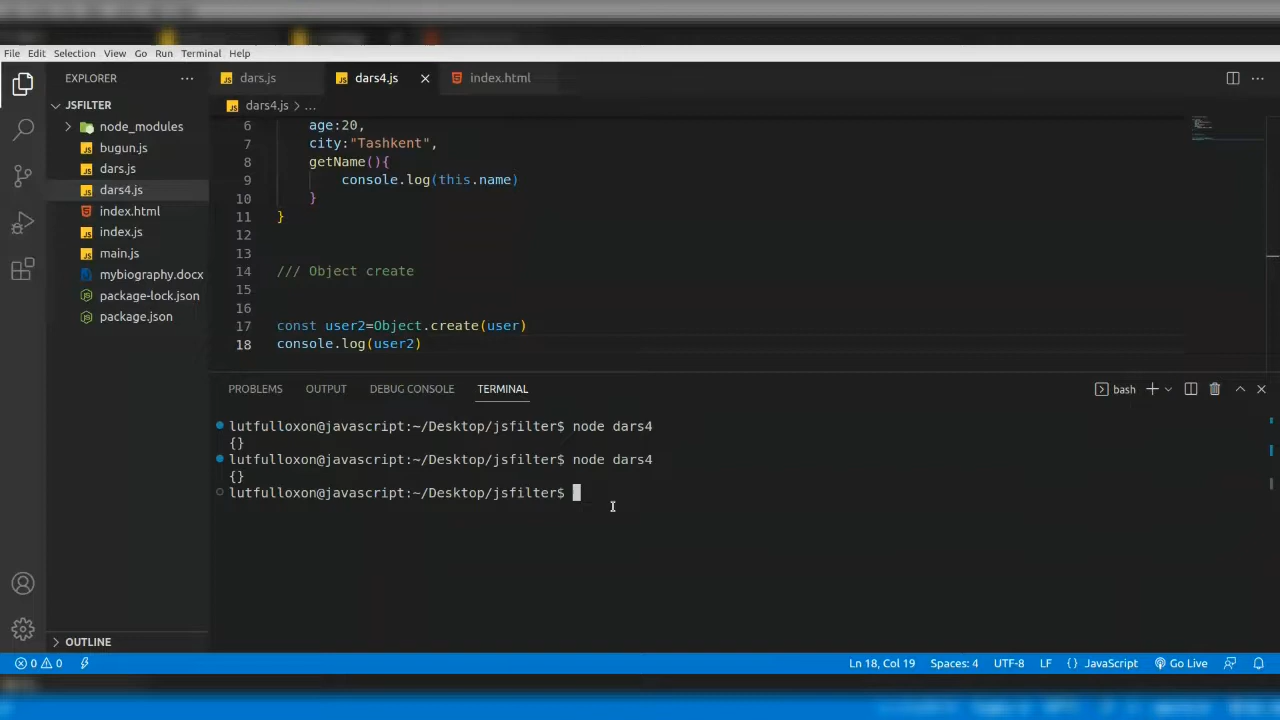 File Edit Selection View Go Run Terminal Help
EXPLORER
dars.js
dars4.js
index.html
JSFILTER
dars4.js > ...
node_modules
bugun.js
dars.js
dars4.js
index.html
index.js
main.js
mybiography.docx
package-lock.json
package.json
OUTLINE
6 age:20,
7 city:"Tashkent",
8 getName(){
9 console.log(this.name)
10 }
11 }
12
13
14 /// Object create
15
16
17 const user2=Object.create(user)
18 console.log(user2)
PROBLEMS OUTPUT DEBUG CONSOLE TERMINAL
bash
lutfulloxon@javascript:~/Desktop/jsfilter$ node dars4
{}
lutfulloxon@javascript:~/Desktop/jsfilter$ node dars4
{}
lutfulloxon@javascript:~/Desktop/jsfilter$
0 0
Ln 18, Col 19 Spaces: 4 UTF-8 LF {} JavaScript Go Live